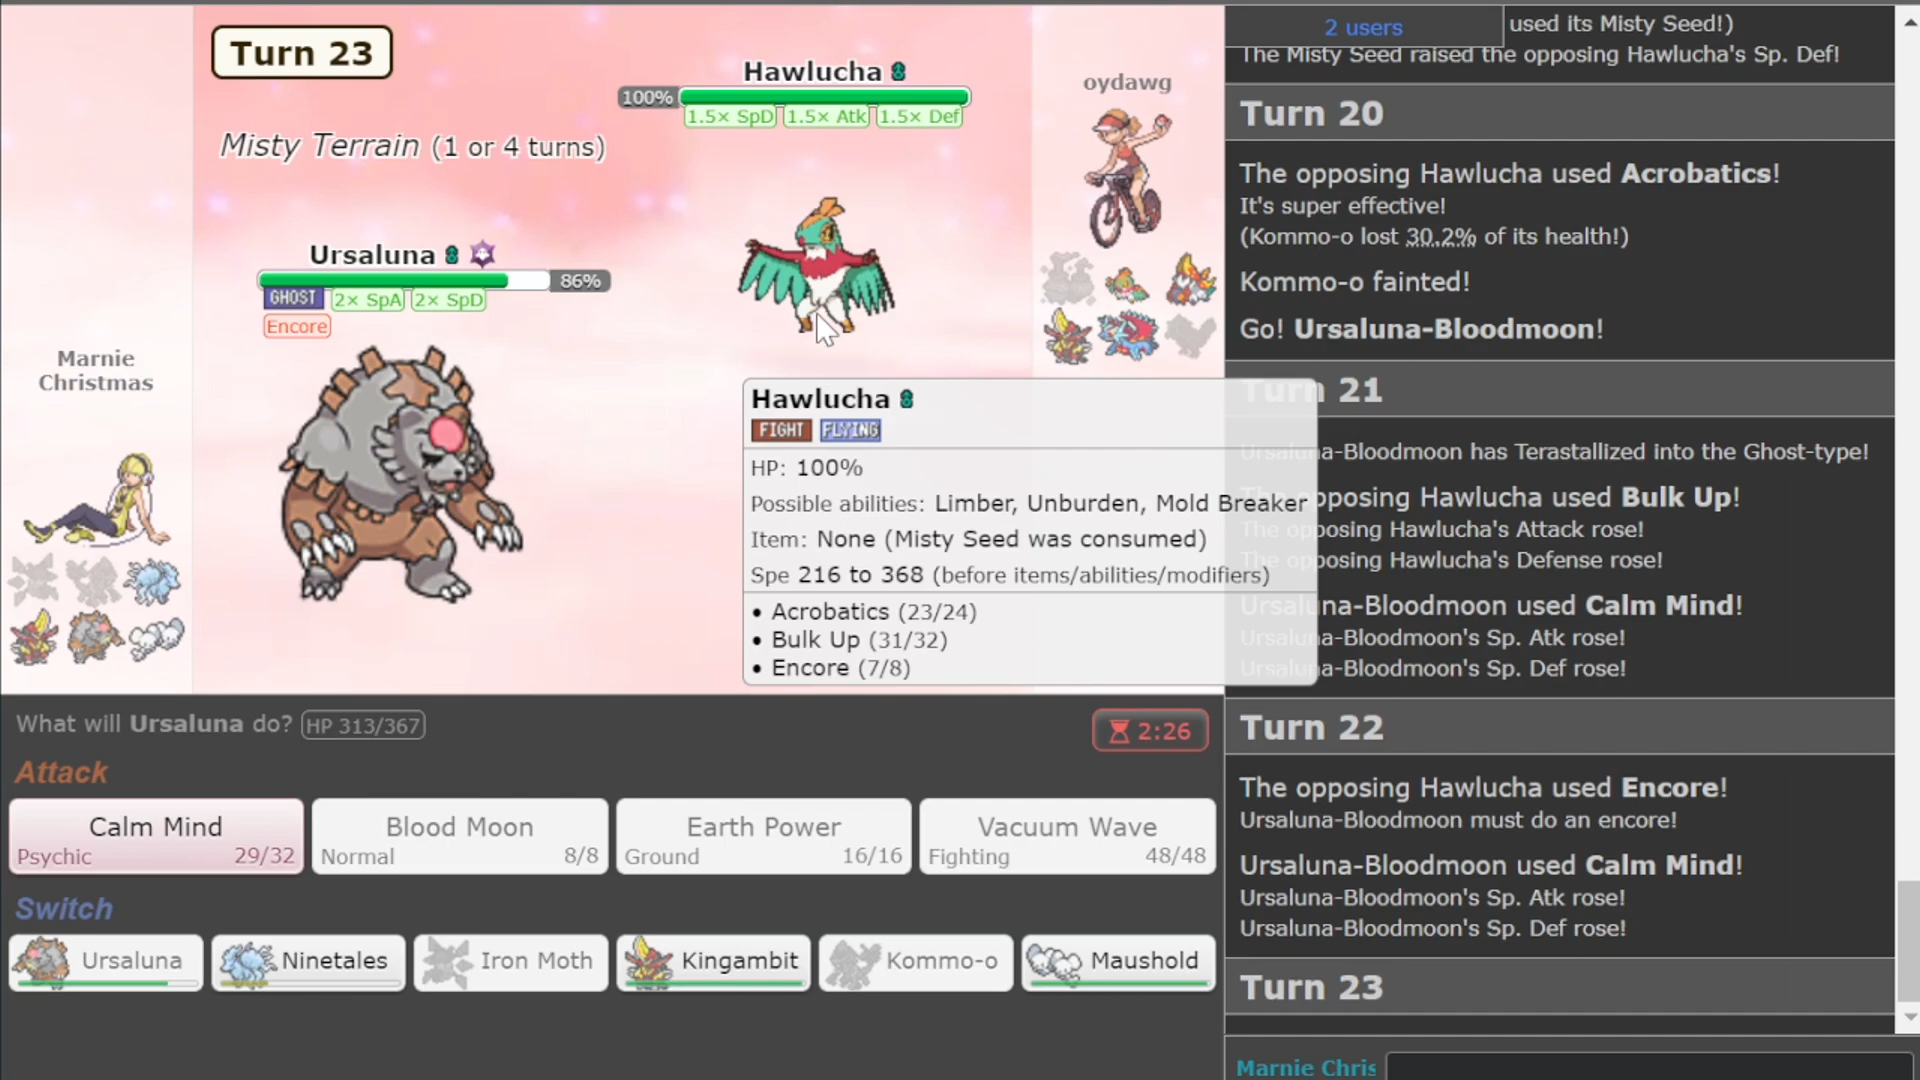 Turn 23
Hawlucha
100%
1.5× SpD 1.5× Atk 1.5× Def
Misty Terrain (1 or 4 turns)
Ursaluna
86%
GHOST 2× SpA 2× SpD
Encore
Marnie
Christmas
oydawg
Hawlucha
FIGHT FLYING
HP: 100%
Possible abilities: Limber, Unburden, Mold Breaker
Item: None (Misty Seed was consumed)
Spe 216 to 368 (before items/abilities/modifiers)
• Acrobatics (23/24)
• Bulk Up (31/32)
• Encore (7/8)
What will Ursaluna do? HP 313/367
2:26
Attack
Calm Mind
Psychic 29/32
Blood Moon
Normal 8/8
Earth Power
Ground 16/16
Vacuum Wave
Fighting 48/48
Switch
Ursaluna
Ninetales
Iron Moth
Kingambit
Kommo-o
Maushold
2 users
used its Misty Seed!)
The Misty Seed raised the opposing Hawlucha's Sp. Def!
Turn 20
The opposing Hawlucha used Acrobatics!
It's super effective!
(Kommo-o lost 30.2% of its health!)
Kommo-o fainted!
Go! Ursaluna-Bloodmoon!
Turn 21
Ursaluna-Bloodmoon has Terastallized into the Ghost-type!
The opposing Hawlucha used Bulk Up!
The opposing Hawlucha's Attack rose!
The opposing Hawlucha's Defense rose!
Ursaluna-Bloodmoon used Calm Mind!
Ursaluna-Bloodmoon's Sp. Atk rose!
Ursaluna-Bloodmoon's Sp. Def rose!
Turn 22
The opposing Hawlucha used Encore!
Ursaluna-Bloodmoon must do an encore!
Ursaluna-Bloodmoon used Calm Mind!
Ursaluna-Bloodmoon's Sp. Atk rose!
Ursaluna-Bloodmoon's Sp. Def rose!
Turn 23
Marnie Chris